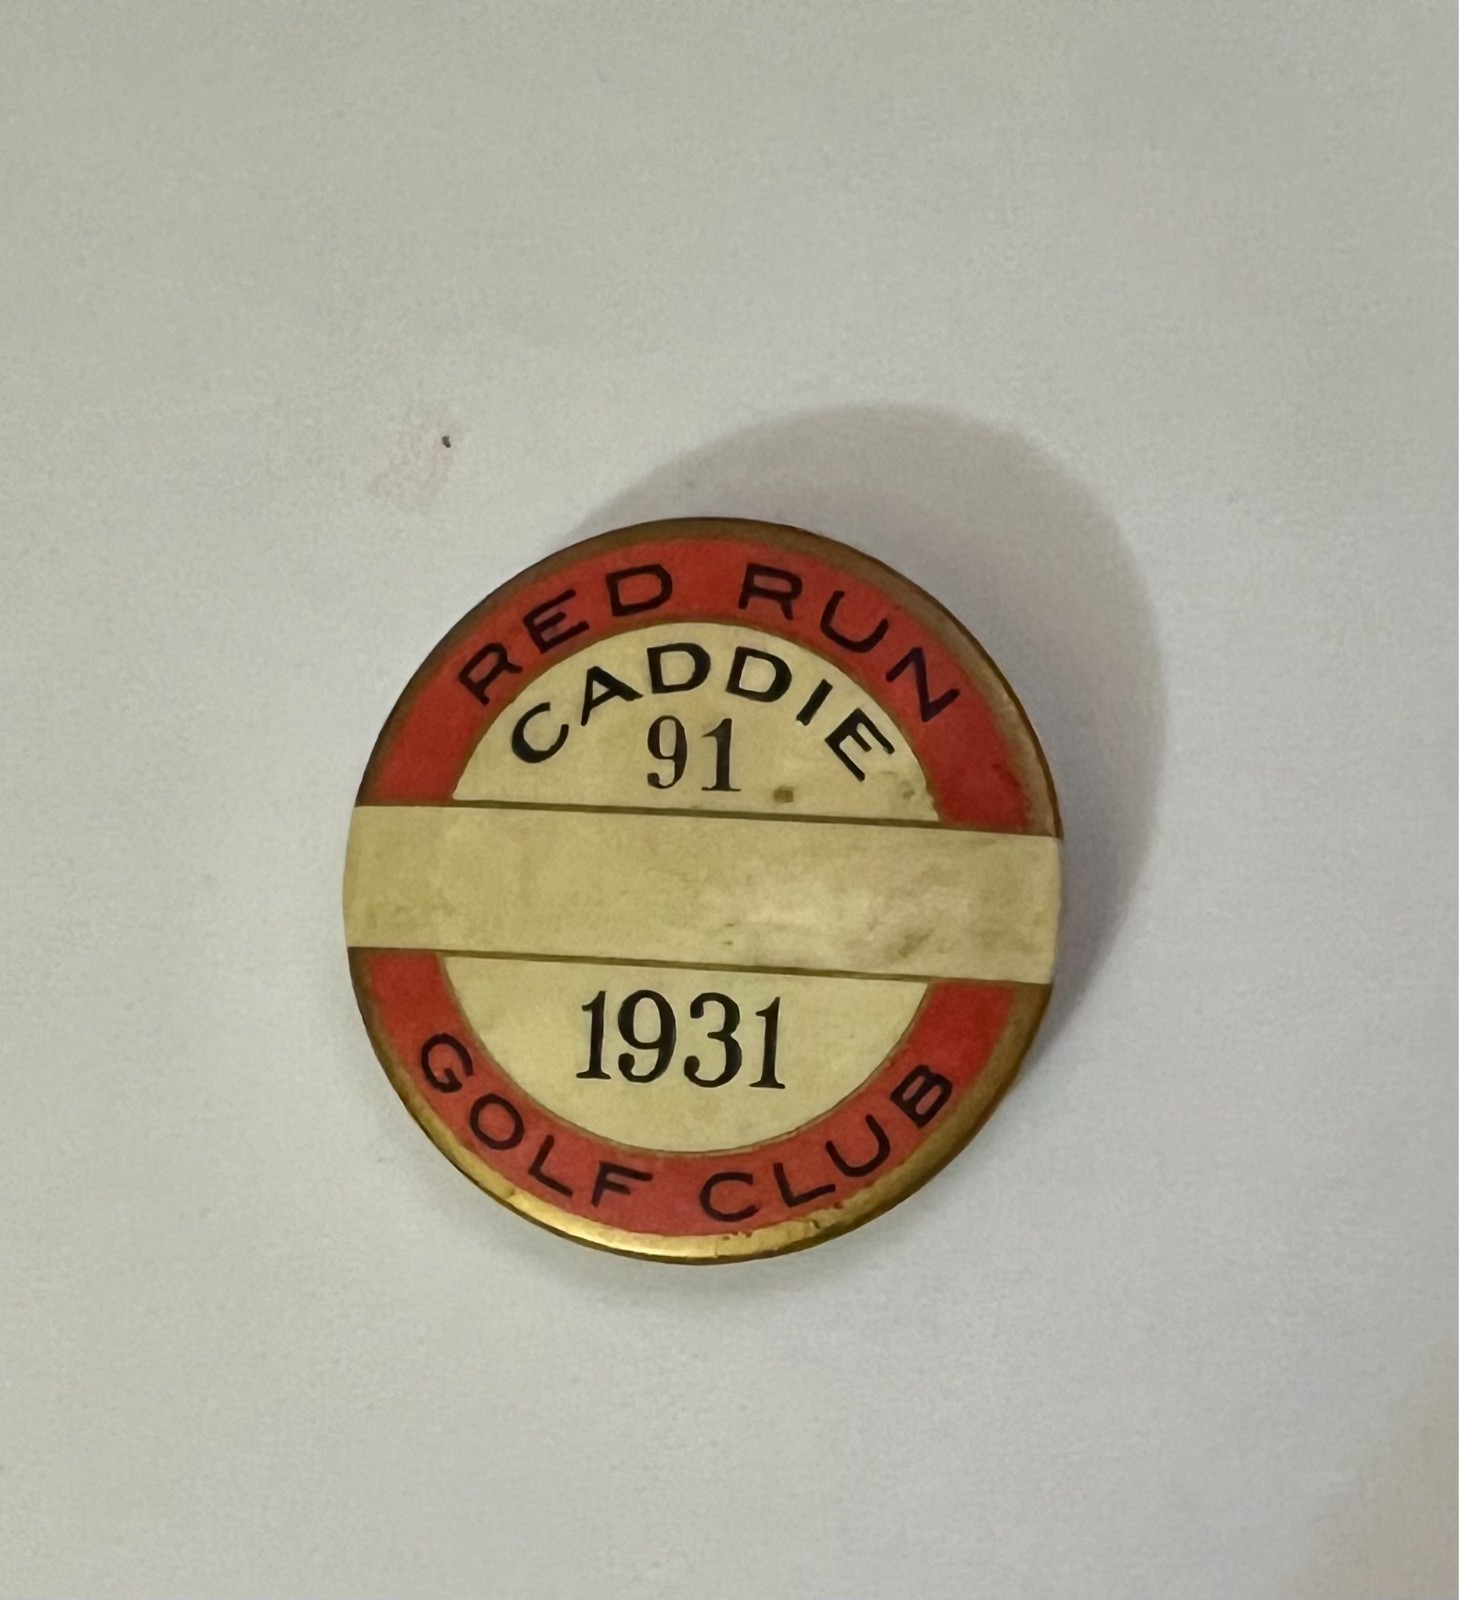 RED RUN
CADDIE
91
1931
GOLF CLUB